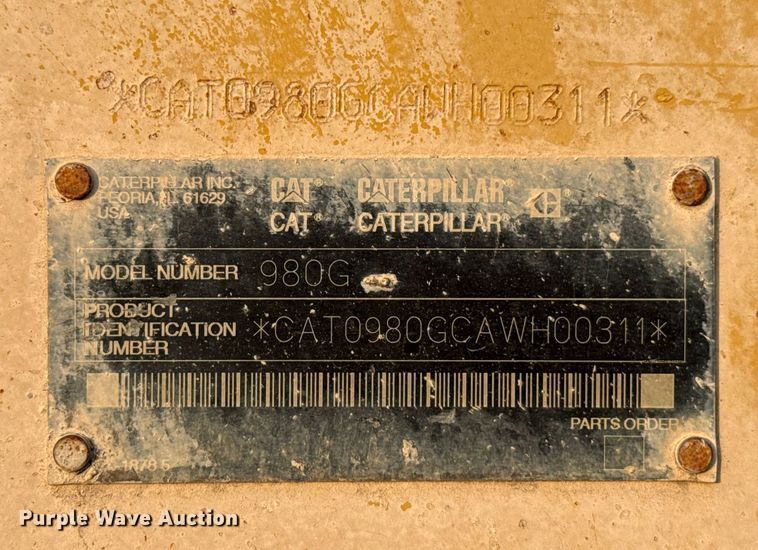 *CAT0980GCAWH00311*
CATERPILLAR INC.
PEORIA, IL 61629
USA
CAT® CATERPILLAR®
CAT® CATERPILLAR®
MODEL NUMBER 980G
PRODUCT
IDENTIFICATION
NUMBER
*CAT0980GCAWH00311*
PARTS ORDER
Purple Wave Auction